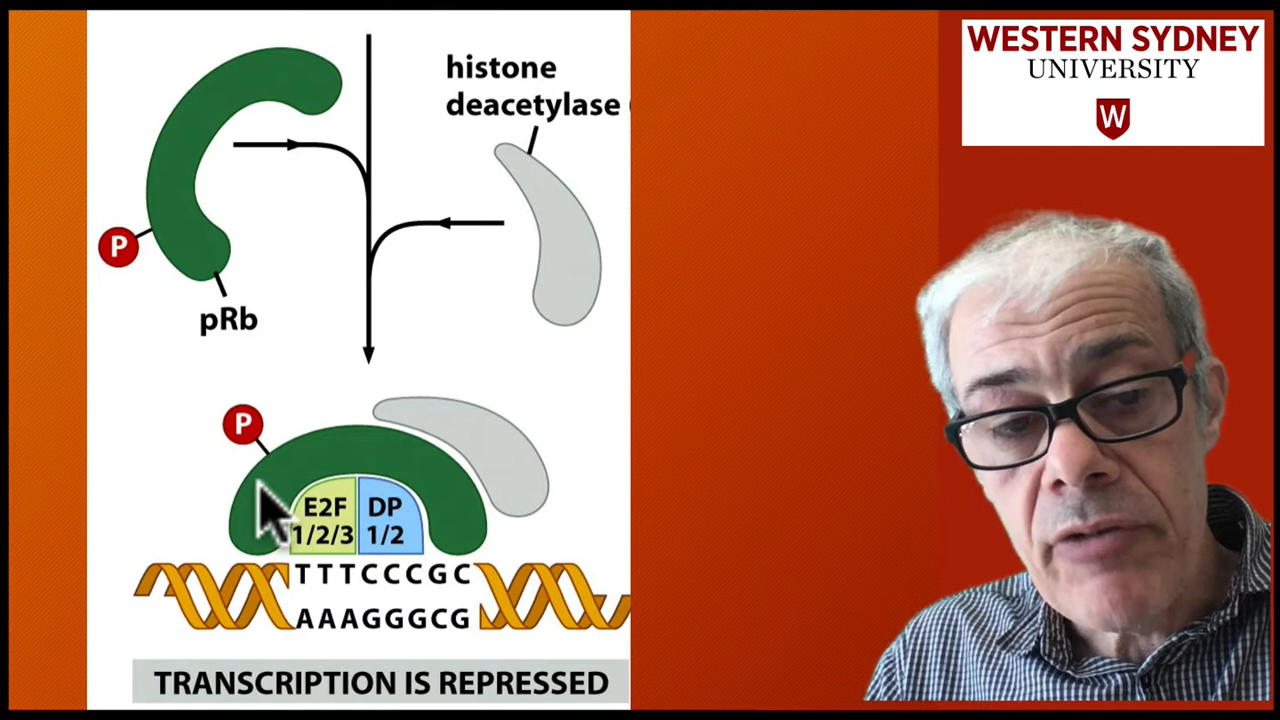 WESTERN SYDNEY
UNIVERSITY
W
histone
deacetylase
P
pRb
P
E2F
1/2/3
DP
1/2
TTTCCCGC
AAAGGGCG
TRANSCRIPTION IS REPRESSED